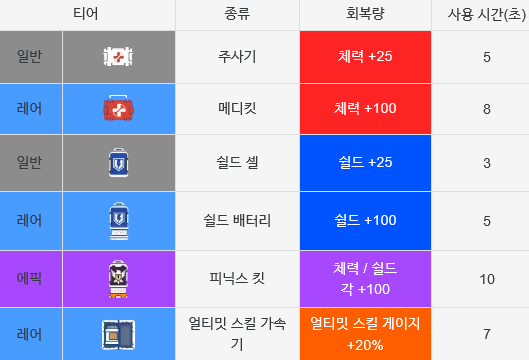 티어 종류 회복량 사용 시간(초)
일반 주사기 체력 +25 5
레어 메디킷 체력 +100 8
일반 쉴드 셀 쉴드 +25 3
레어 쉴드 배터리 쉴드 +100 5
에픽 피닉스 킷 체력 / 쉴드
각 +100 10
레어 얼티밋 스킬 가속
기 얼티밋 스킬 게이지
+20% 7